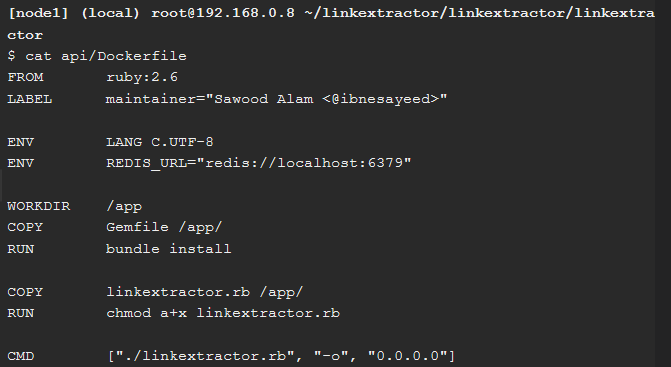 [node1] (local) root@192.168.0.8 ~/linkextractor/linkextractor/linkextra
ctor
$ cat api/Dockerfile
FROM      ruby:2.6
LABEL     maintainer="Sawood Alam <@ibnesayeed>"
ENV       LANG C.UTF-8
ENV       REDIS_URL="redis://localhost:6379"
WORKDIR   /app
COPY      Gemfile /app/
RUN       bundle install
COPY      linkextractor.rb /app/
RUN       chmod a+x linkextractor.rb
CMD       ["./linkextractor.rb", "-o", "0.0.0.0"]